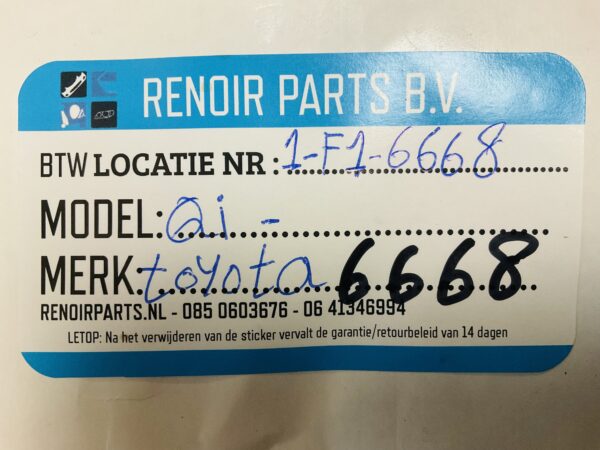 RENOIR PARTS B.V.
BTW LOCATIE NR : 1-F1-6668
MODEL: Qi -
MERK: toyota 6668
RENOIRPARTS.NL - 085 0603676 - 06 41346994
LETOP: Na het verwijderen van de sticker vervalt de garantie/retourbeleid van 14 dagen